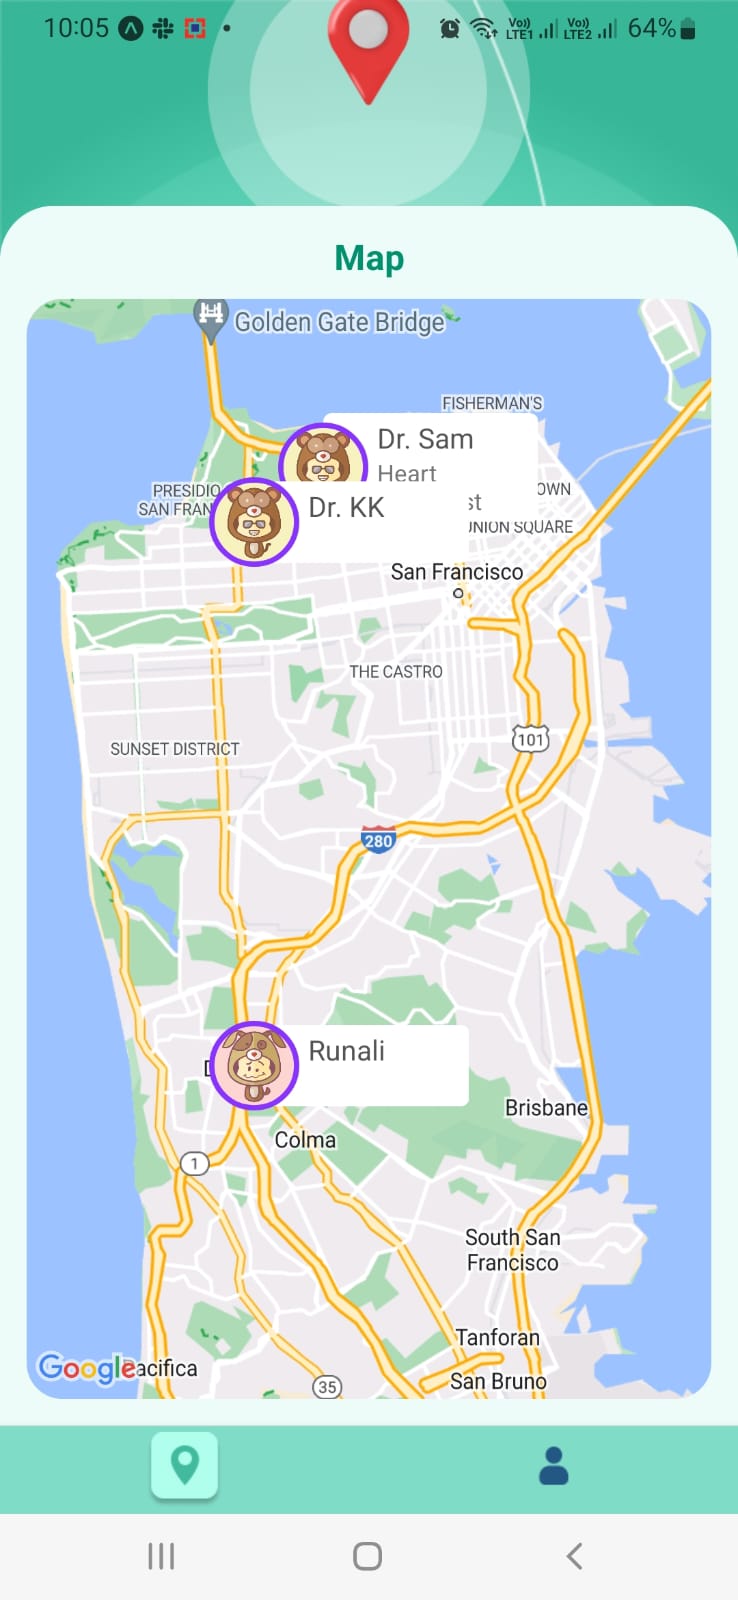 10:05
Vo)) LTE1
Vo)) LTE2
64%
Map
Golden Gate Bridge
FISHERMAN'S
Dr. Sam
Heart
PRESIDIO
SAN FRAN
OWN
Dr. KK
st
UNION SQUARE
San Francisco
THE CASTRO
SUNSET DISTRICT
101
280
Runali
D
Brisbane
Colma
1
South San
Francisco
Tanforan
Google
acifica
San Bruno
35